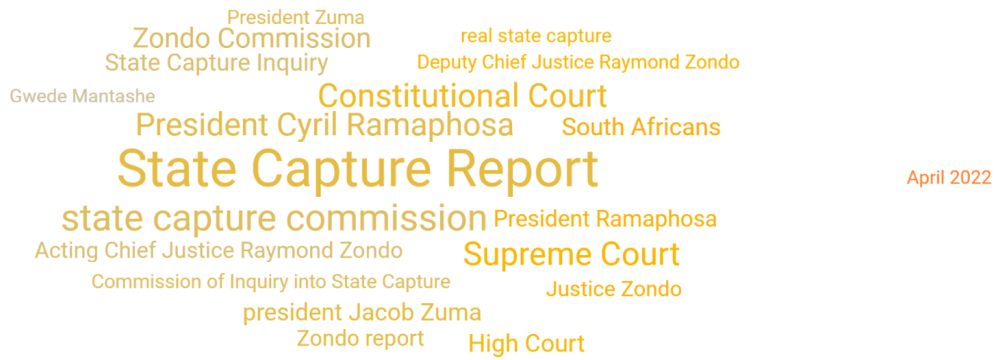 President Zuma
Zondo Commission
real state capture
State Capture Inquiry
Deputy Chief Justice Raymond Zondo
Gwede Mantashe
Constitutional Court
President Cyril Ramaphosa
South Africans
State Capture Report
April 2022
state capture commission
President Ramaphosa
Acting Chief Justice Raymond Zondo
Supreme Court
Commission of Inquiry into State Capture
Justice Zondo
president Jacob Zuma
Zondo report
High Court